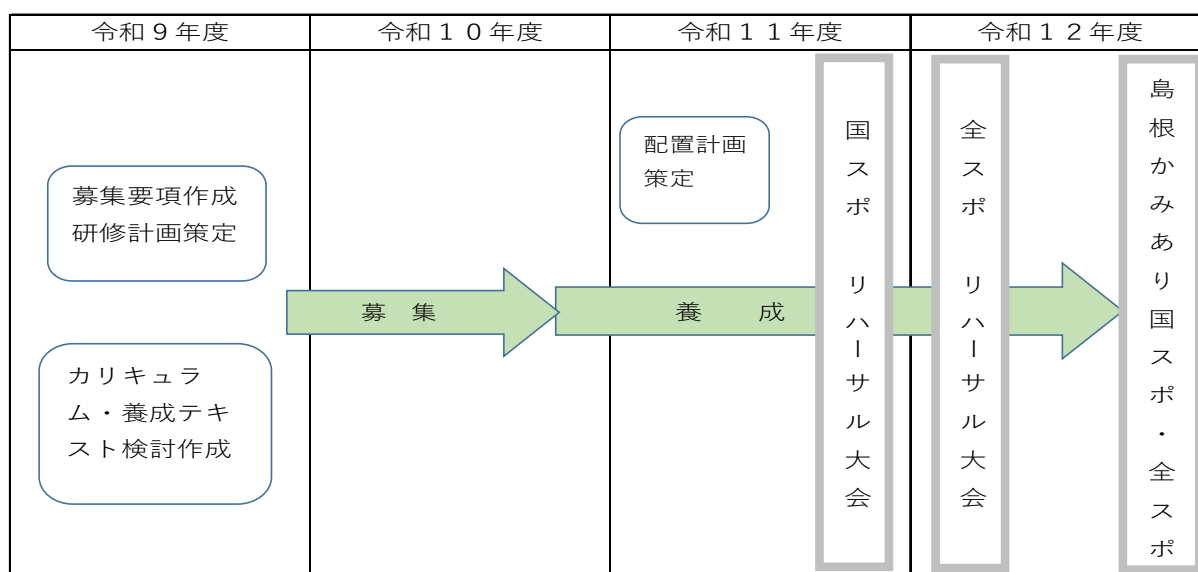 令和９年度
令和１０年度
令和１１年度
令和１２年度
募集要項作成
研修計画策定
カリキュラ
ム・養成テキ
スト検討作成
募　集
配置計画
策定
養　　成
国スポ　リハーサル大会
全スポ　リハーサル大会
島根かみあり国スポ・全スポ